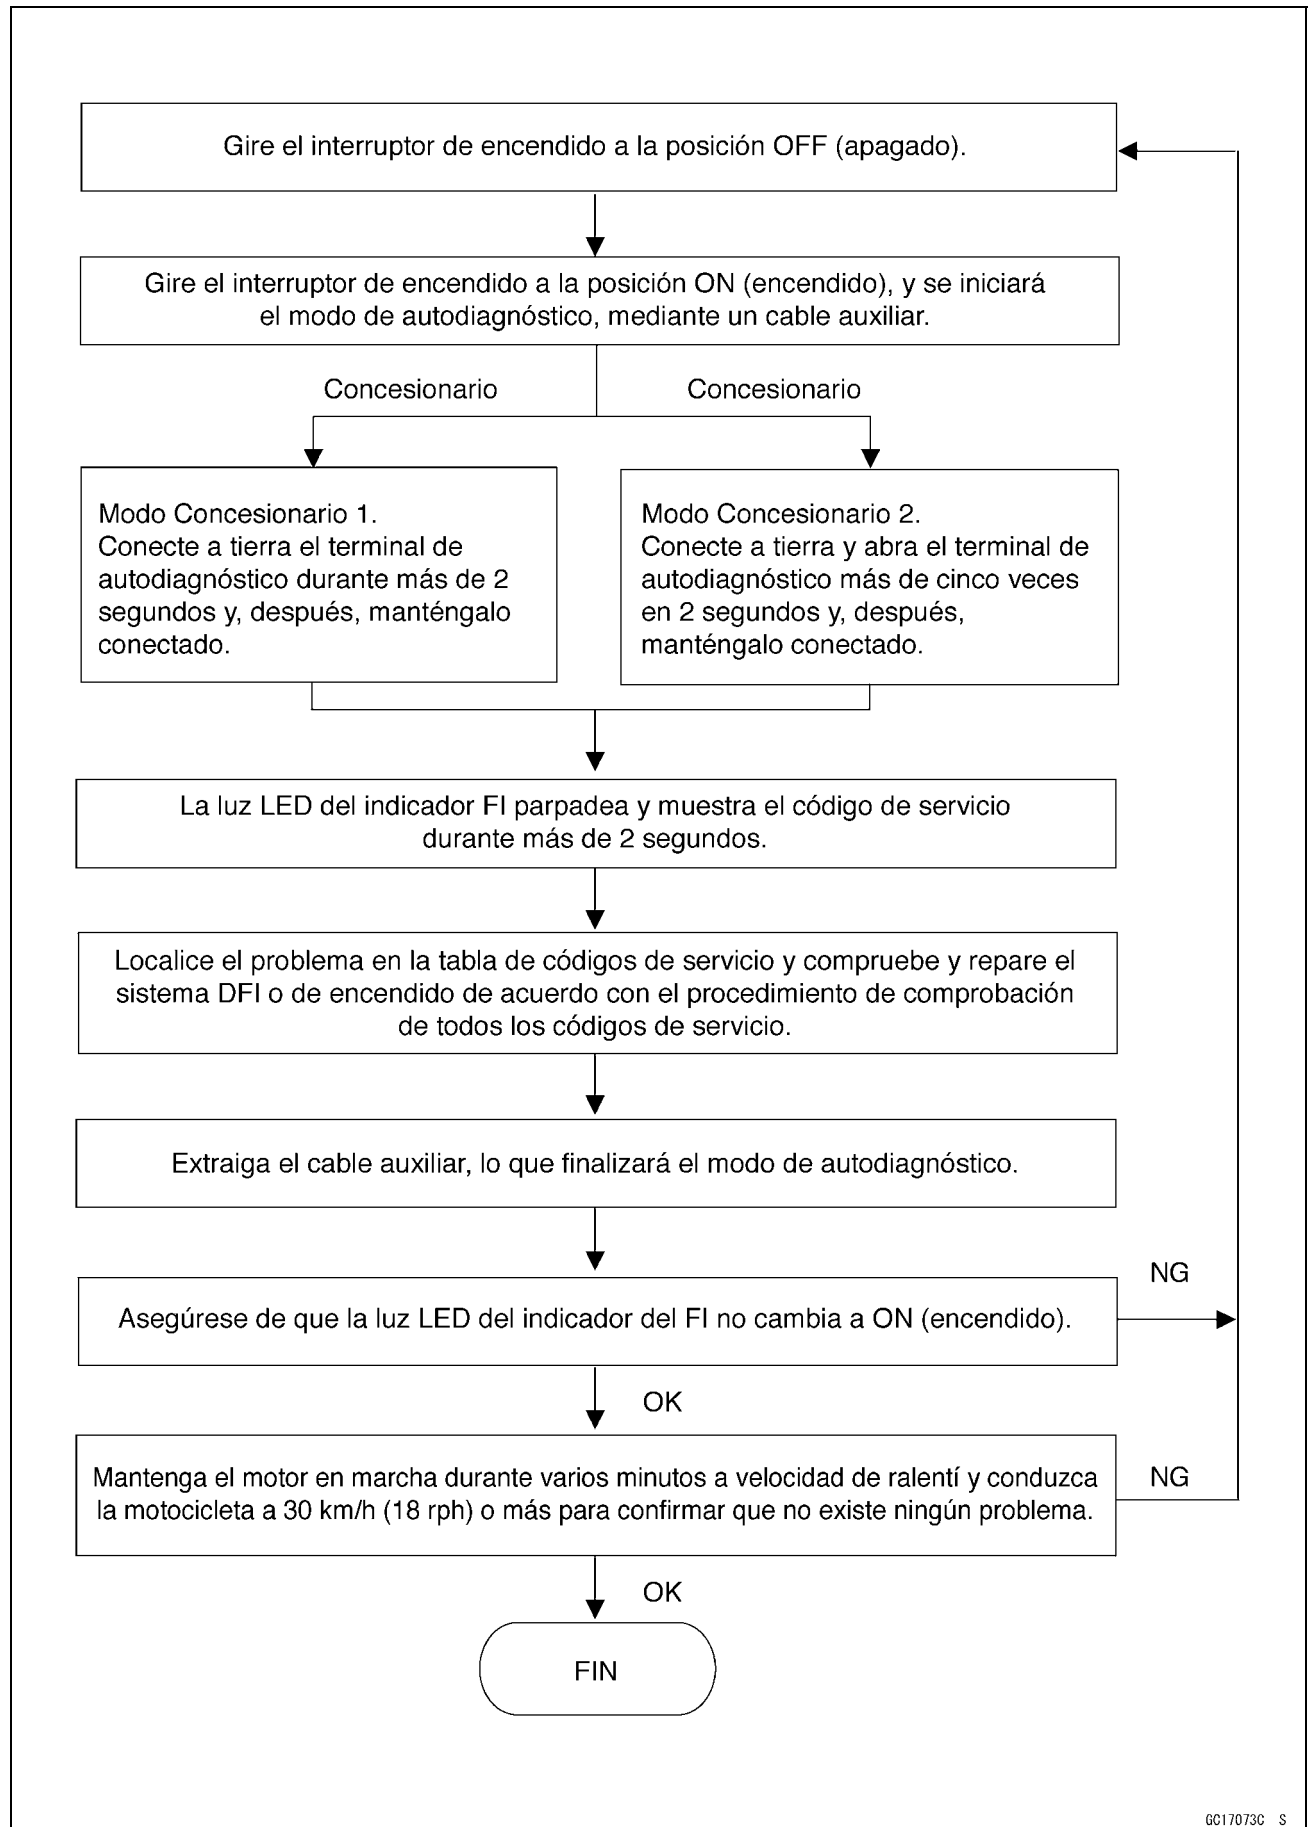 Gire el interruptor de encendido a la posición OFF (apagado).
Gire el interruptor de encendido a la posición ON (encendido), y se iniciará
el modo de autodiagnóstico, mediante un cable auxiliar.
Concesionario
Concesionario
Modo Concesionario 1.
Conecte a tierra el terminal de
autodiagnóstico durante más de 2
segundos y, después, manténgalo
conectado.
Modo Concesionario 2.
Conecte a tierra y abra el terminal de
autodiagnóstico más de cinco veces
en 2 segundos y, después,
manténgalo conectado.
La luz LED del indicador FI parpadea y muestra el código de servicio
durante más de 2 segundos.
Localice el problema en la tabla de códigos de servicio y compruebe y repare el
sistema DFI o de encendido de acuerdo con el procedimiento de comprobación
de todos los códigos de servicio.
Extraiga el cable auxiliar, lo que finalizará el modo de autodiagnóstico.
NG
Asegúrese de que la luz LED del indicador del FI no cambia a ON (encendido).
OK
Mantenga el motor en marcha durante varios minutos a velocidad de ralentí y conduzca
la motocicleta a 30 km/h (18 rph) o más para confirmar que no existe ningún problema.
NG
OK
FIN
GC17073C S